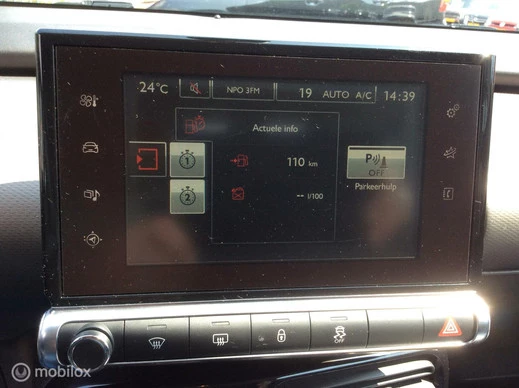 24°C NPO 3FM 19 AUTO A/C 14:39
Actuele info
1 110 km P OFF
Parkeerhulp
2 -- l/100
OFF
mobilox